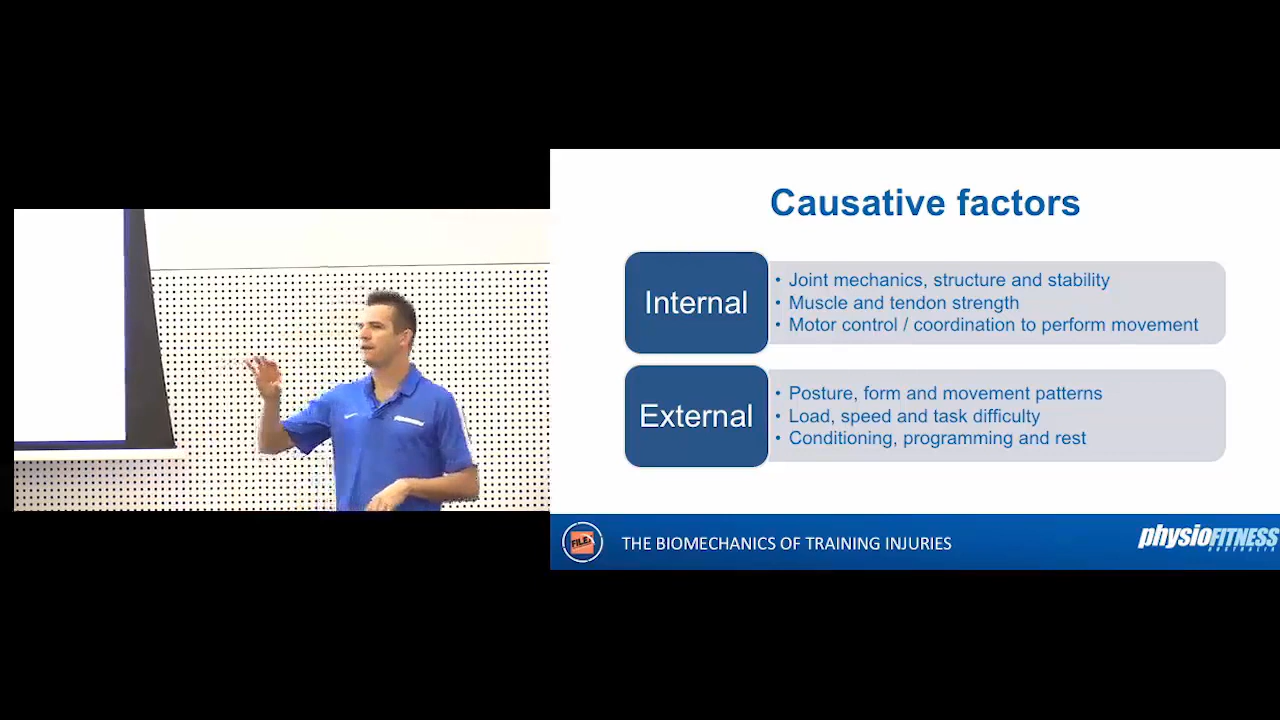 Causative factors
Internal
• Joint mechanics, structure and stability
• Muscle and tendon strength
• Motor control / coordination to perform movement
External
• Posture, form and movement patterns
• Load, speed and task difficulty
• Conditioning, programming and rest
FILEX
THE BIOMECHANICS OF TRAINING INJURIES
physioFITNESS
AUSTRALIA